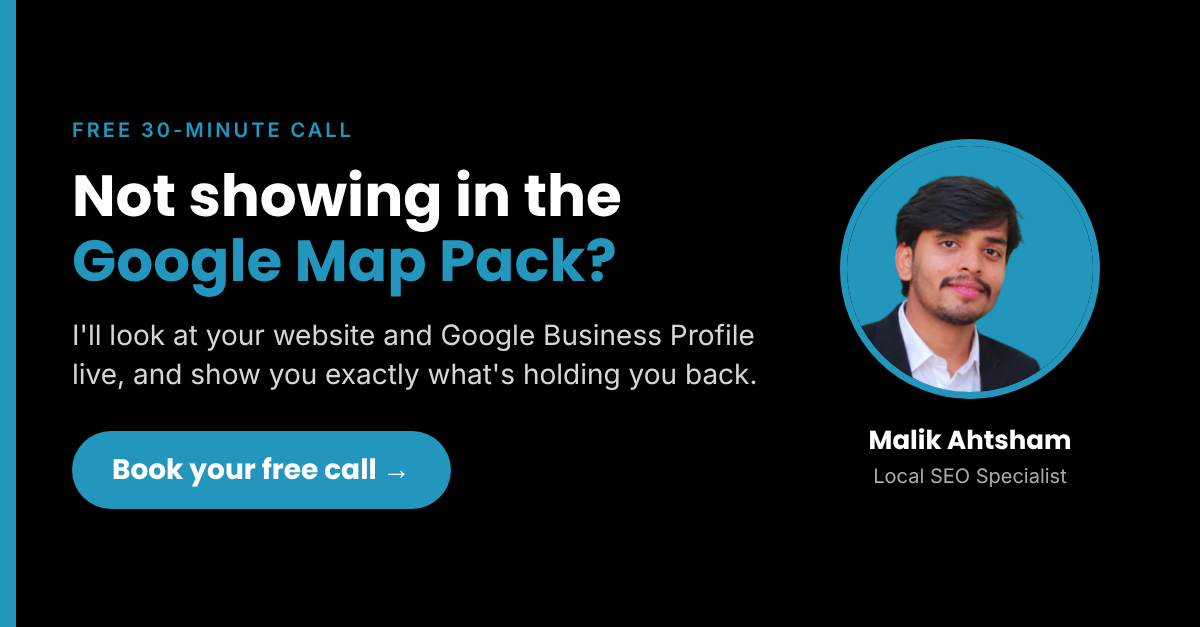 FREE 30-MINUTE CALL
Not showing in the
Google Map Pack?
I'll look at your website and Google Business Profile
live, and show you exactly what's holding you back.
Book your free call →
Malik Ahtsham
Local SEO Specialist